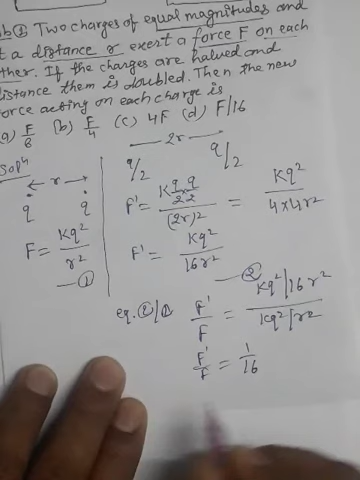 ① Two charges of equal magnitudes and
at a distance r exert a force F on each
other. If the charges are halved and
distance them is doubled. Then the new
force acting on each charge is
(a) F/8 (b) F/4 (c) 4F (d) F/16
Solⁿ
← r →
q q
F = Kq²/r² —①
— 2r →
q/2 q/2
F' = K q/2 × q/2 / (2r)² = Kq² / 4×4r²
F' = Kq² / 16r² —②
eq. ②/① F'/F = Kq²/16r² / Kq²/r²
F'/F = 1/16